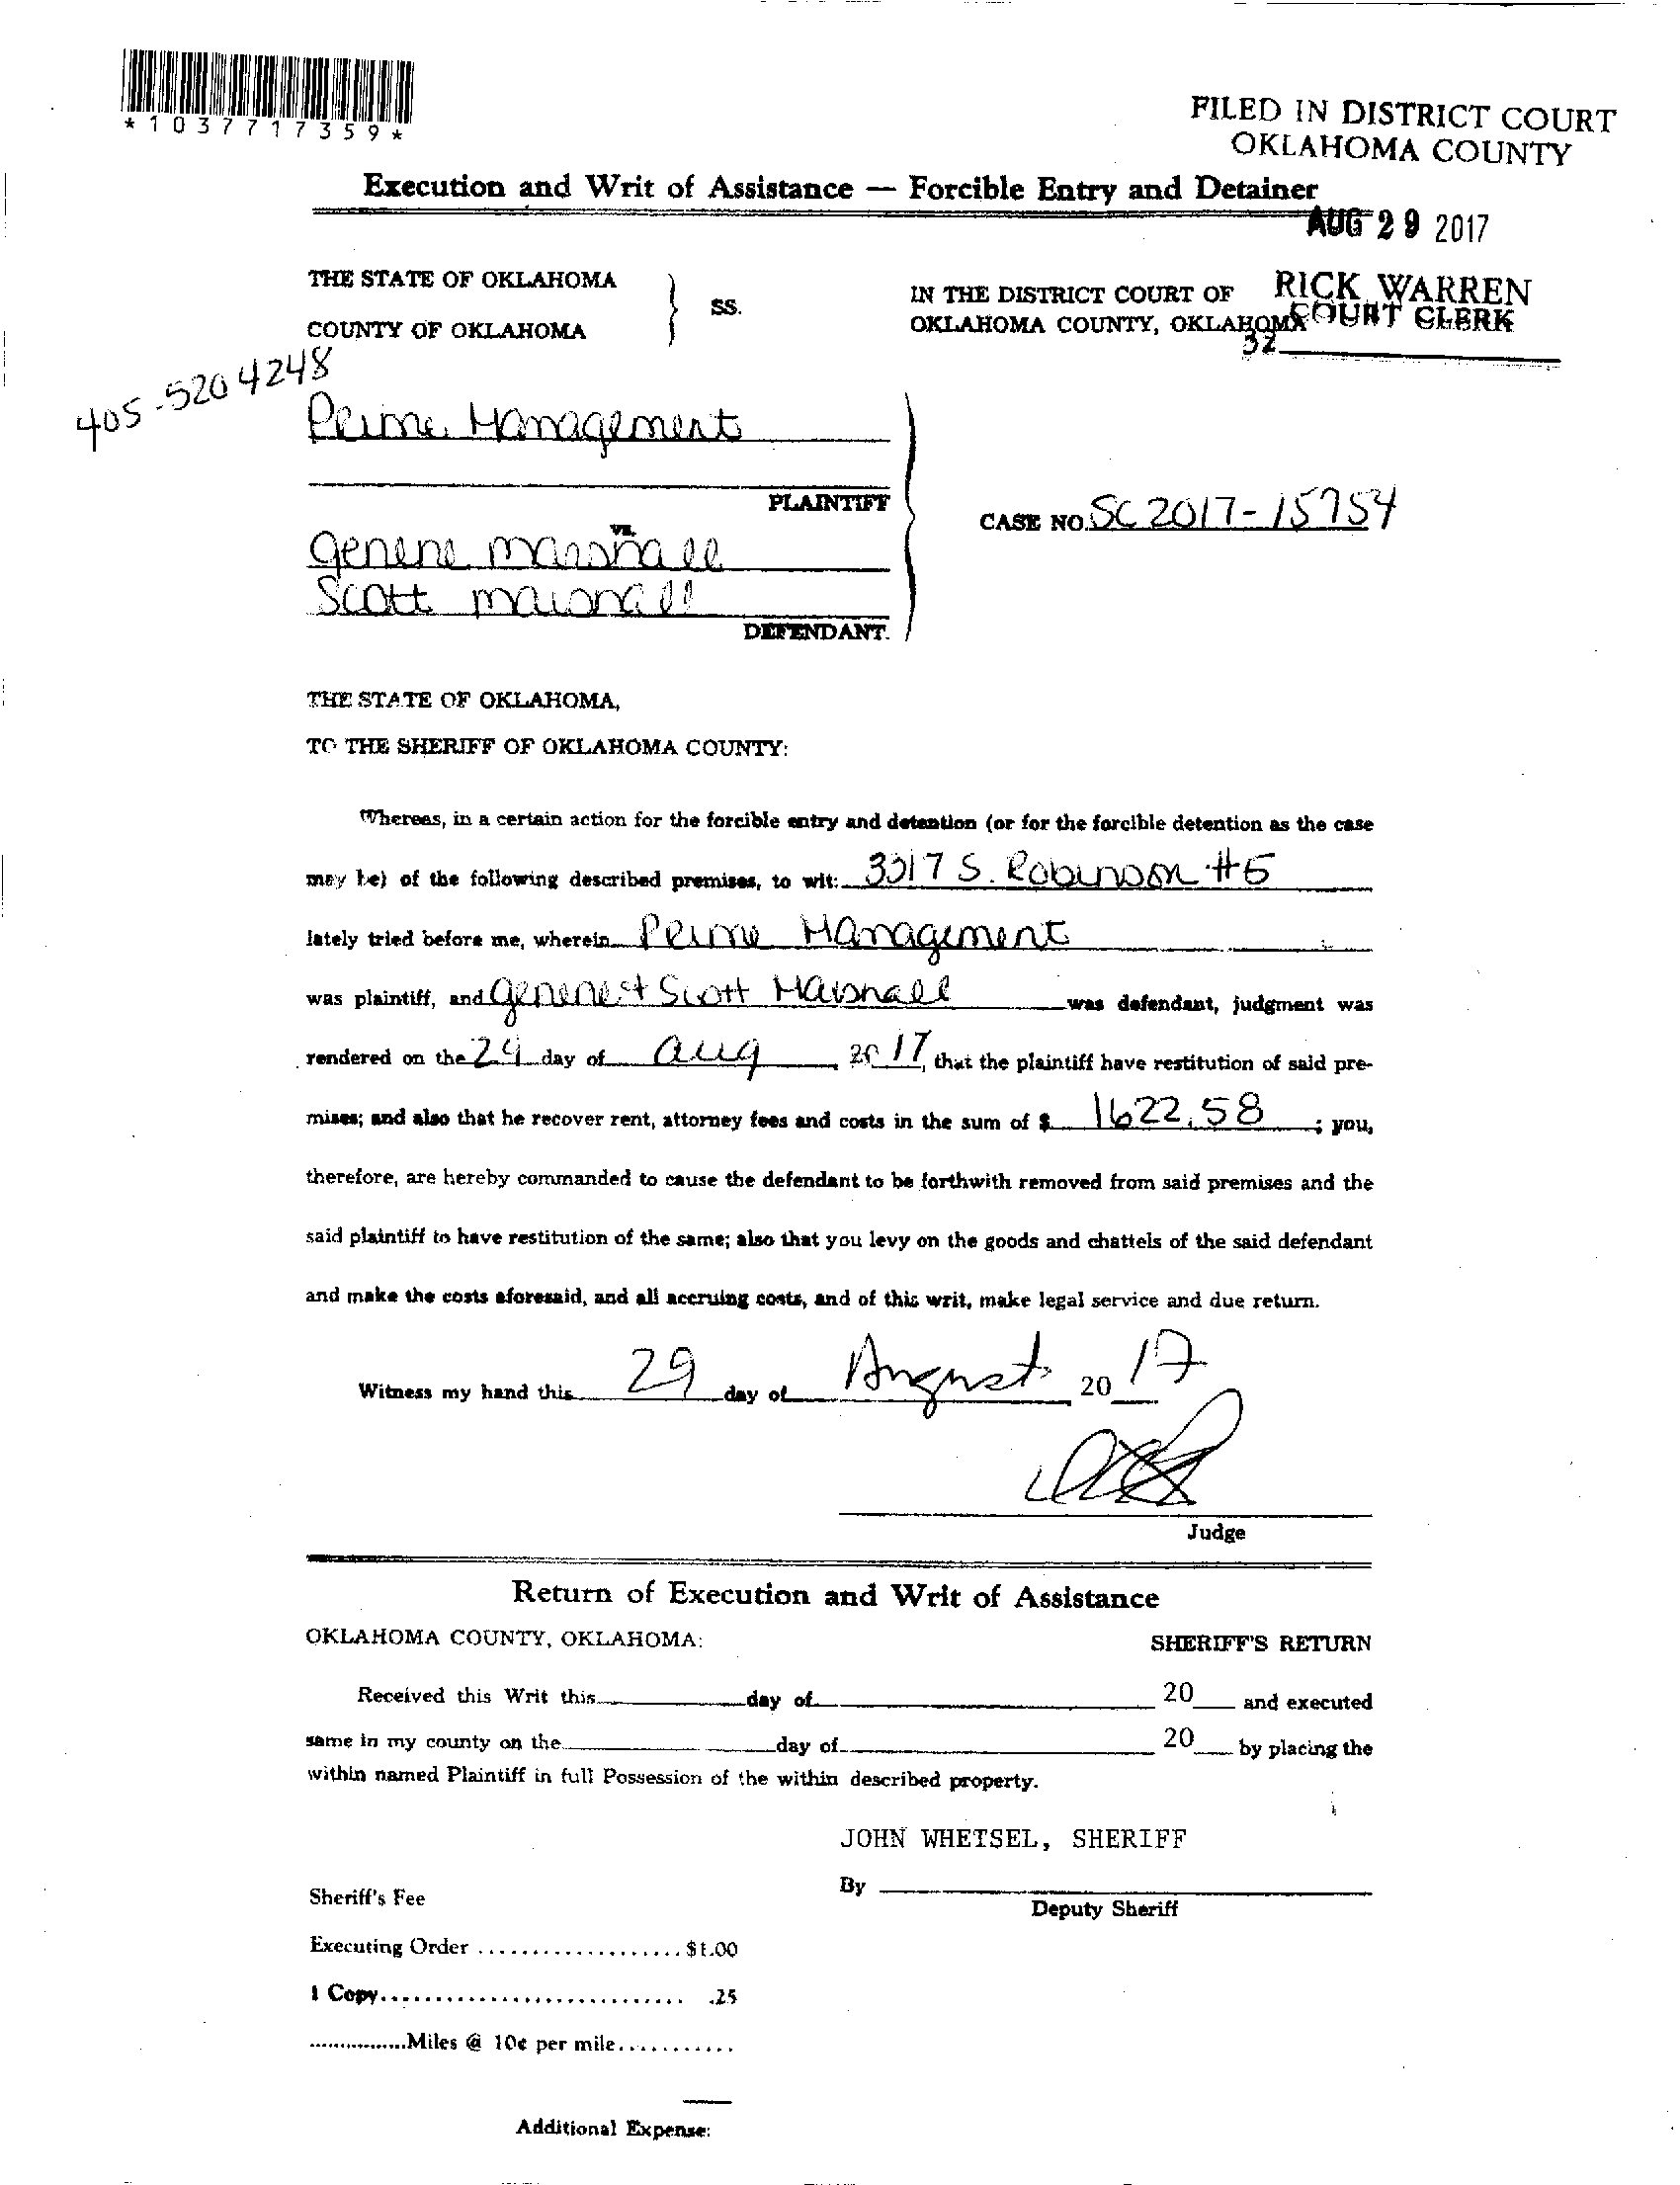 *1037717359*
FILED IN DISTRICT COURT
OKLAHOMA COUNTY
Execution and Writ of Assistance — Forcible Entry and Detainer
AUG 29 2017
THE STATE OF OKLAHOMA
COUNTY OF OKLAHOMA
SS.
IN THE DISTRICT COURT OF
OKLAHOMA COUNTY, OKLAHOMA
RICK WARREN
COURT CLERK
32
405-520 4248
Prime Management
PLAINTIFF
vs.
CASE NO. SC 2017-15754
Genene Marshall
Scott Marshall
DEFENDANT.
THE STATE OF OKLAHOMA,
TO THE SHERIFF OF OKLAHOMA COUNTY:
Whereas, in a certain action for the forcible entry and detention (or for the forcible detention as the case
may be) of the following described premises, to wit: 3317 S. Robinson #5
lately tried before me, wherein Prime Management
was plaintiff, and Genene & Scott Marshall was defendant, judgment was
rendered on the 29 day of Aug 2017, that the plaintiff have restitution of said pre-
mises; and also that he recover rent, attorney fees and costs in the sum of $ 1622.58 ; you,
therefore, are hereby commanded to cause the defendant to be forthwith removed from said premises and the
said plaintiff to have restitution of the same; also that you levy on the goods and chattels of the said defendant
and make the costs aforesaid, and all accruing costs, and of this writ, make legal service and due return.
Witness my hand this 29 day of August 20 17
Judge
Return of Execution and Writ of Assistance
OKLAHOMA COUNTY, OKLAHOMA:
SHERIFF'S RETURN
Received this Writ this day of 20 and executed
same in my county on the day of 20 by placing the
within named Plaintiff in full Possession of the within described property.
JOHN WHETSEL, SHERIFF
By
Deputy Sheriff
Sheriff's Fee
Executing Order .................... $1.00
1 Copy............................ .25
...............Miles @ 10¢ per mile...........
Additional Expense: